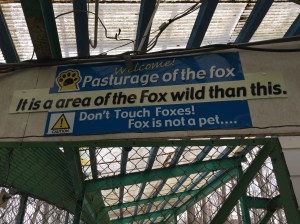 Welcome!
Pasturage of the fox
It is a area of the Fox wild than this.
Don't Touch Foxes!
Fox is not a pet....